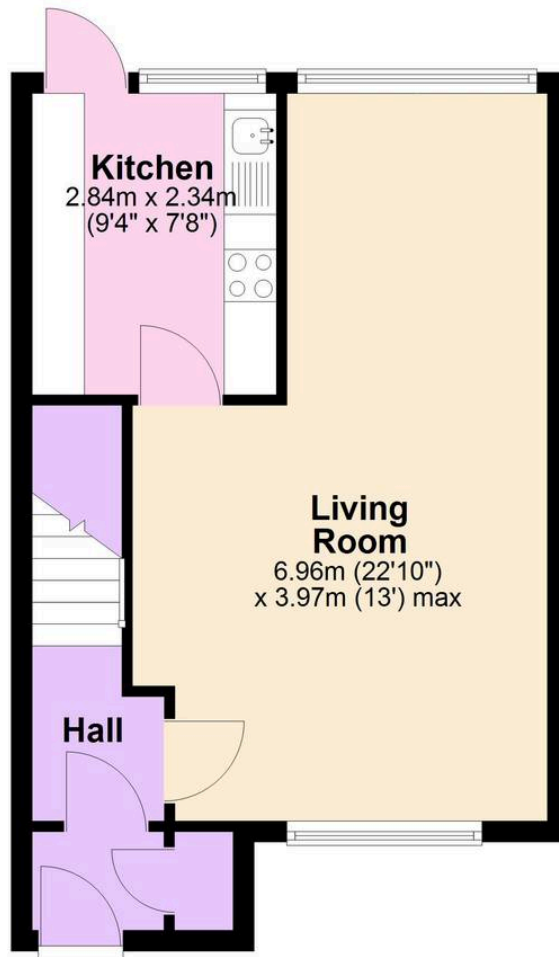 Kitchen
2.84m x 2.34m
(9'4" x 7'8")
Living
Room
6.96m (22'10")
x 3.97m (13') max
Hall